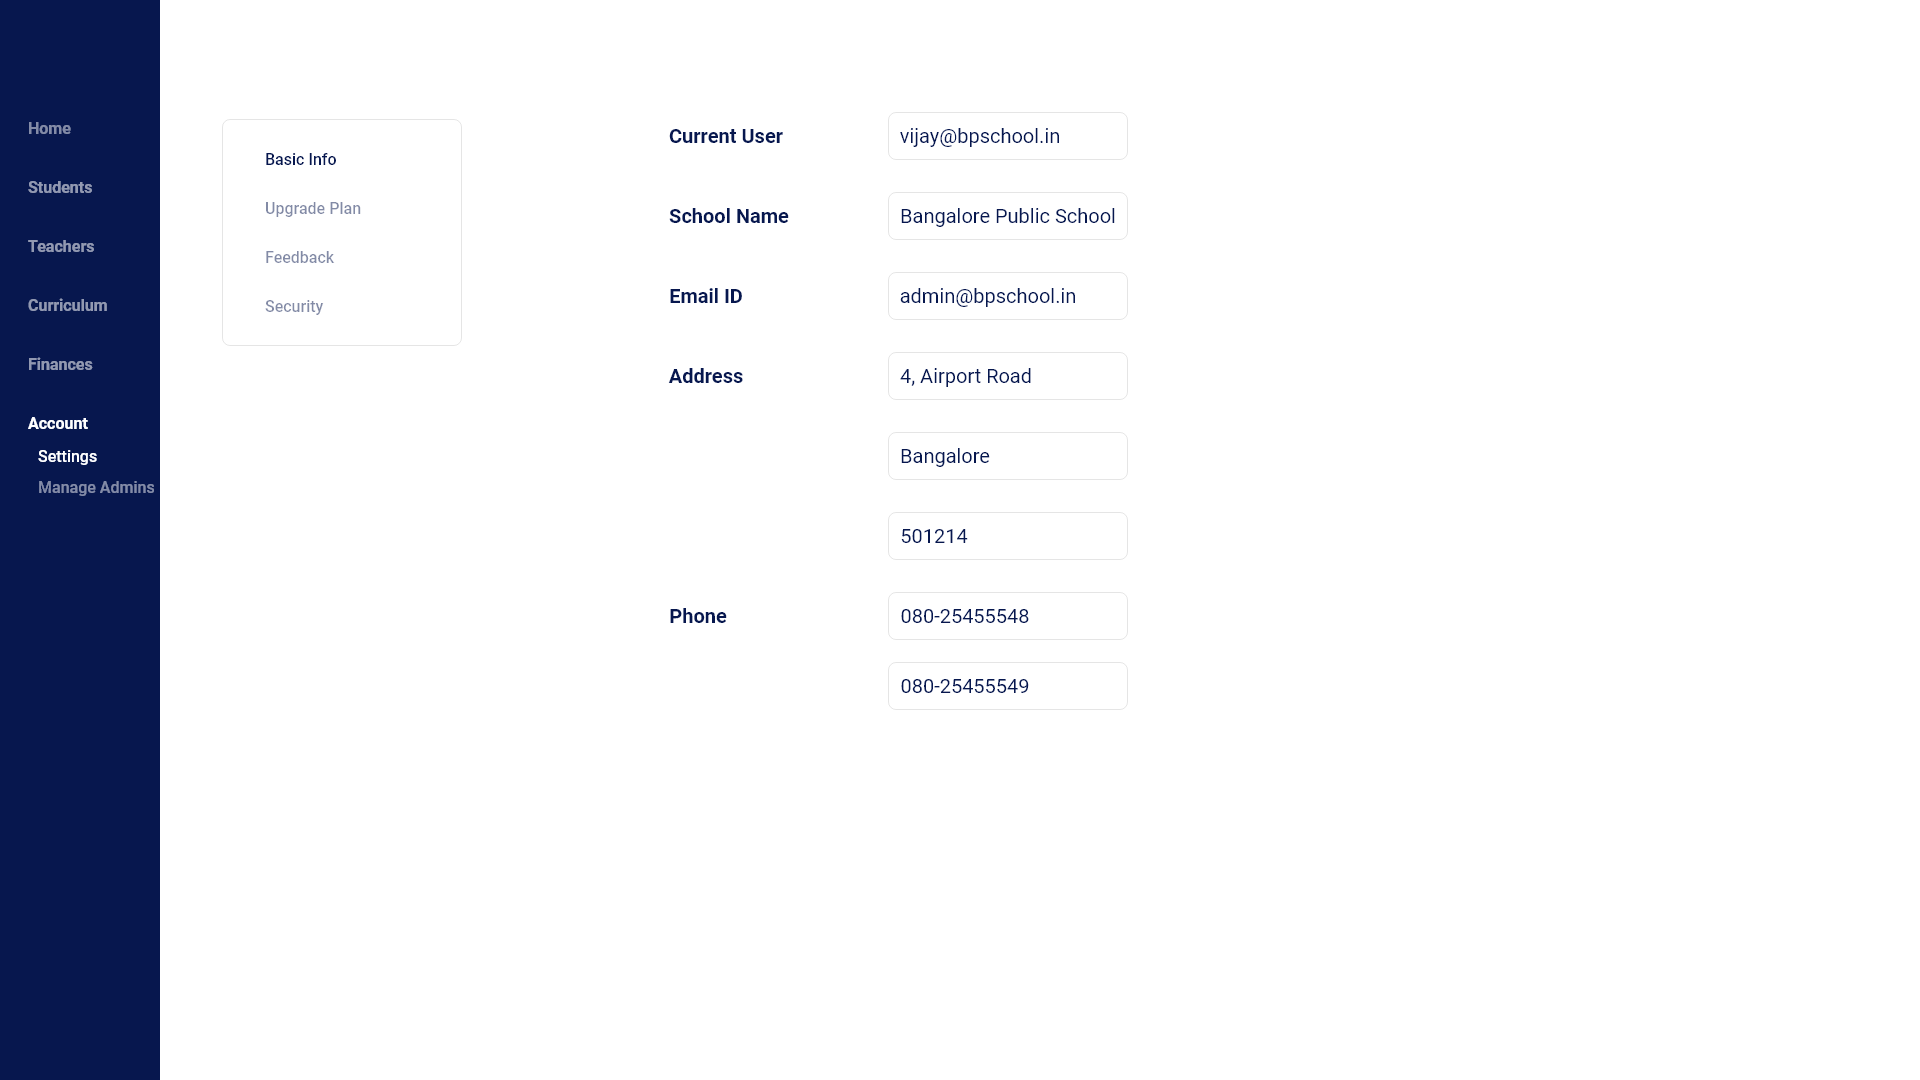 Home
Students
Teachers
Curriculum
Finances
Account
Settings
Manage Admins
Basic Info
Upgrade Plan
Feedback
Security
Current User
vijay@bpschool.in
School Name
Bangalore Public School
Email ID
admin@bpschool.in
Address
4, Airport Road
Bangalore
501214
Phone
080-25455548
080-25455549